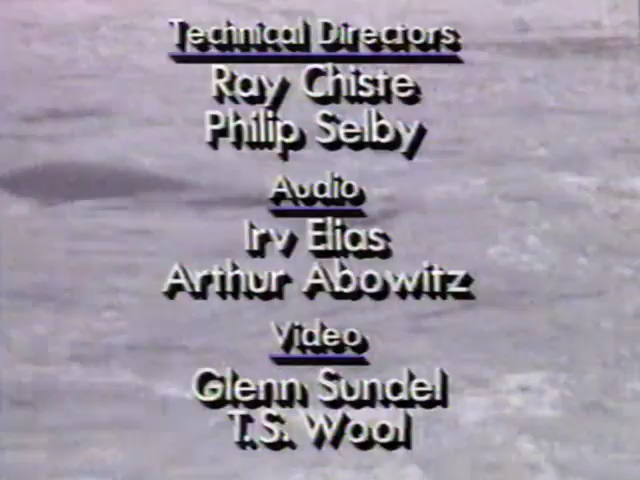 Technical Directors
Ray Chiste
Philip Selby
Audio
Irv Elias
Arthur Abowitz
Video
Glenn Sundel
T.S. Wool